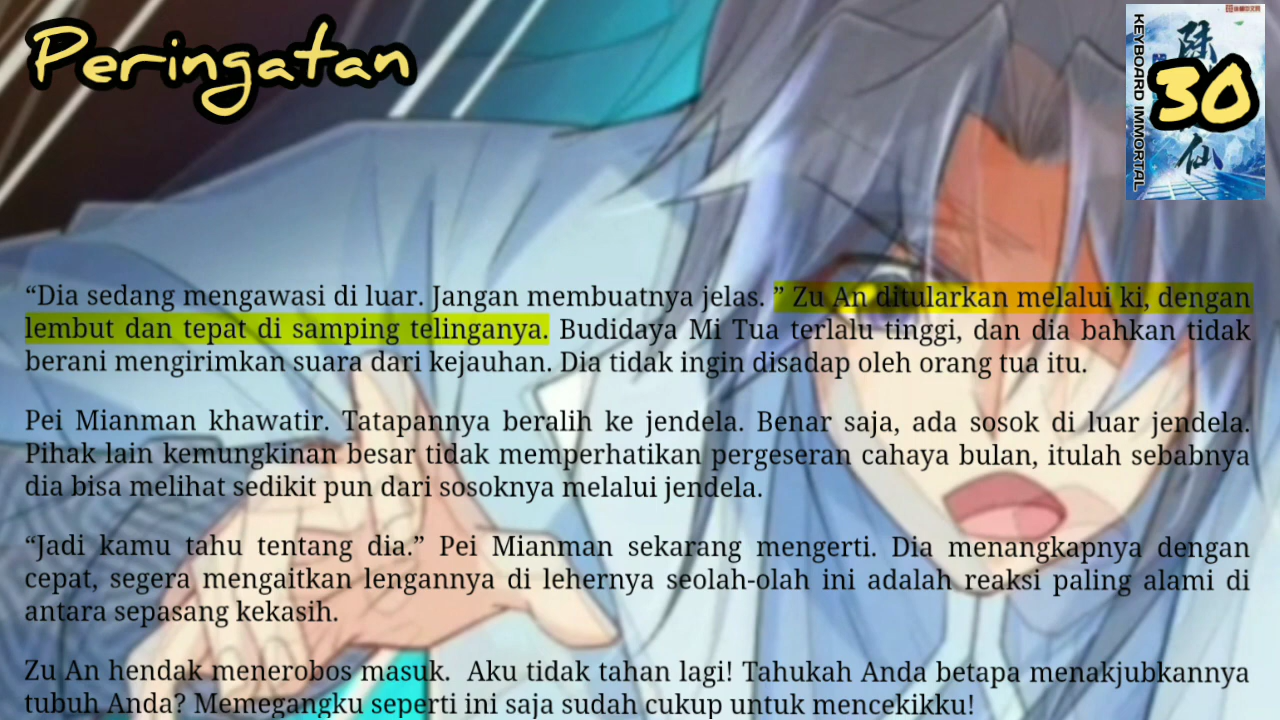 Peringatan
30
KEYBOARD IMMORTAL
陆
仙
“Dia sedang mengawasi di luar. Jangan membuatnya jelas. ” Zu An ditularkan melalui ki, dengan
lembut dan tepat di samping telinganya. Budidaya Mi Tua terlalu tinggi, dan dia bahkan tidak
berani mengirimkan suara dari kejauhan. Dia tidak ingin disadap oleh orang tua itu.
Pei Mianman khawatir. Tatapannya beralih ke jendela. Benar saja, ada sosok di luar jendela.
Pihak lain kemungkinan besar tidak memperhatikan pergeseran cahaya bulan, itulah sebabnya
dia bisa melihat sedikit pun dari sosoknya melalui jendela.
“Jadi kamu tahu tentang dia.” Pei Mianman sekarang mengerti. Dia menangkapnya dengan
cepat, segera mengaitkan lengannya di lehernya seolah-olah ini adalah reaksi paling alami di
antara sepasang kekasih.
Zu An hendak menerobos masuk.  Aku tidak tahan lagi! Tahukah Anda betapa menakjubkannya
tubuh Anda? Memegangku seperti ini saja sudah cukup untuk mencekikku!